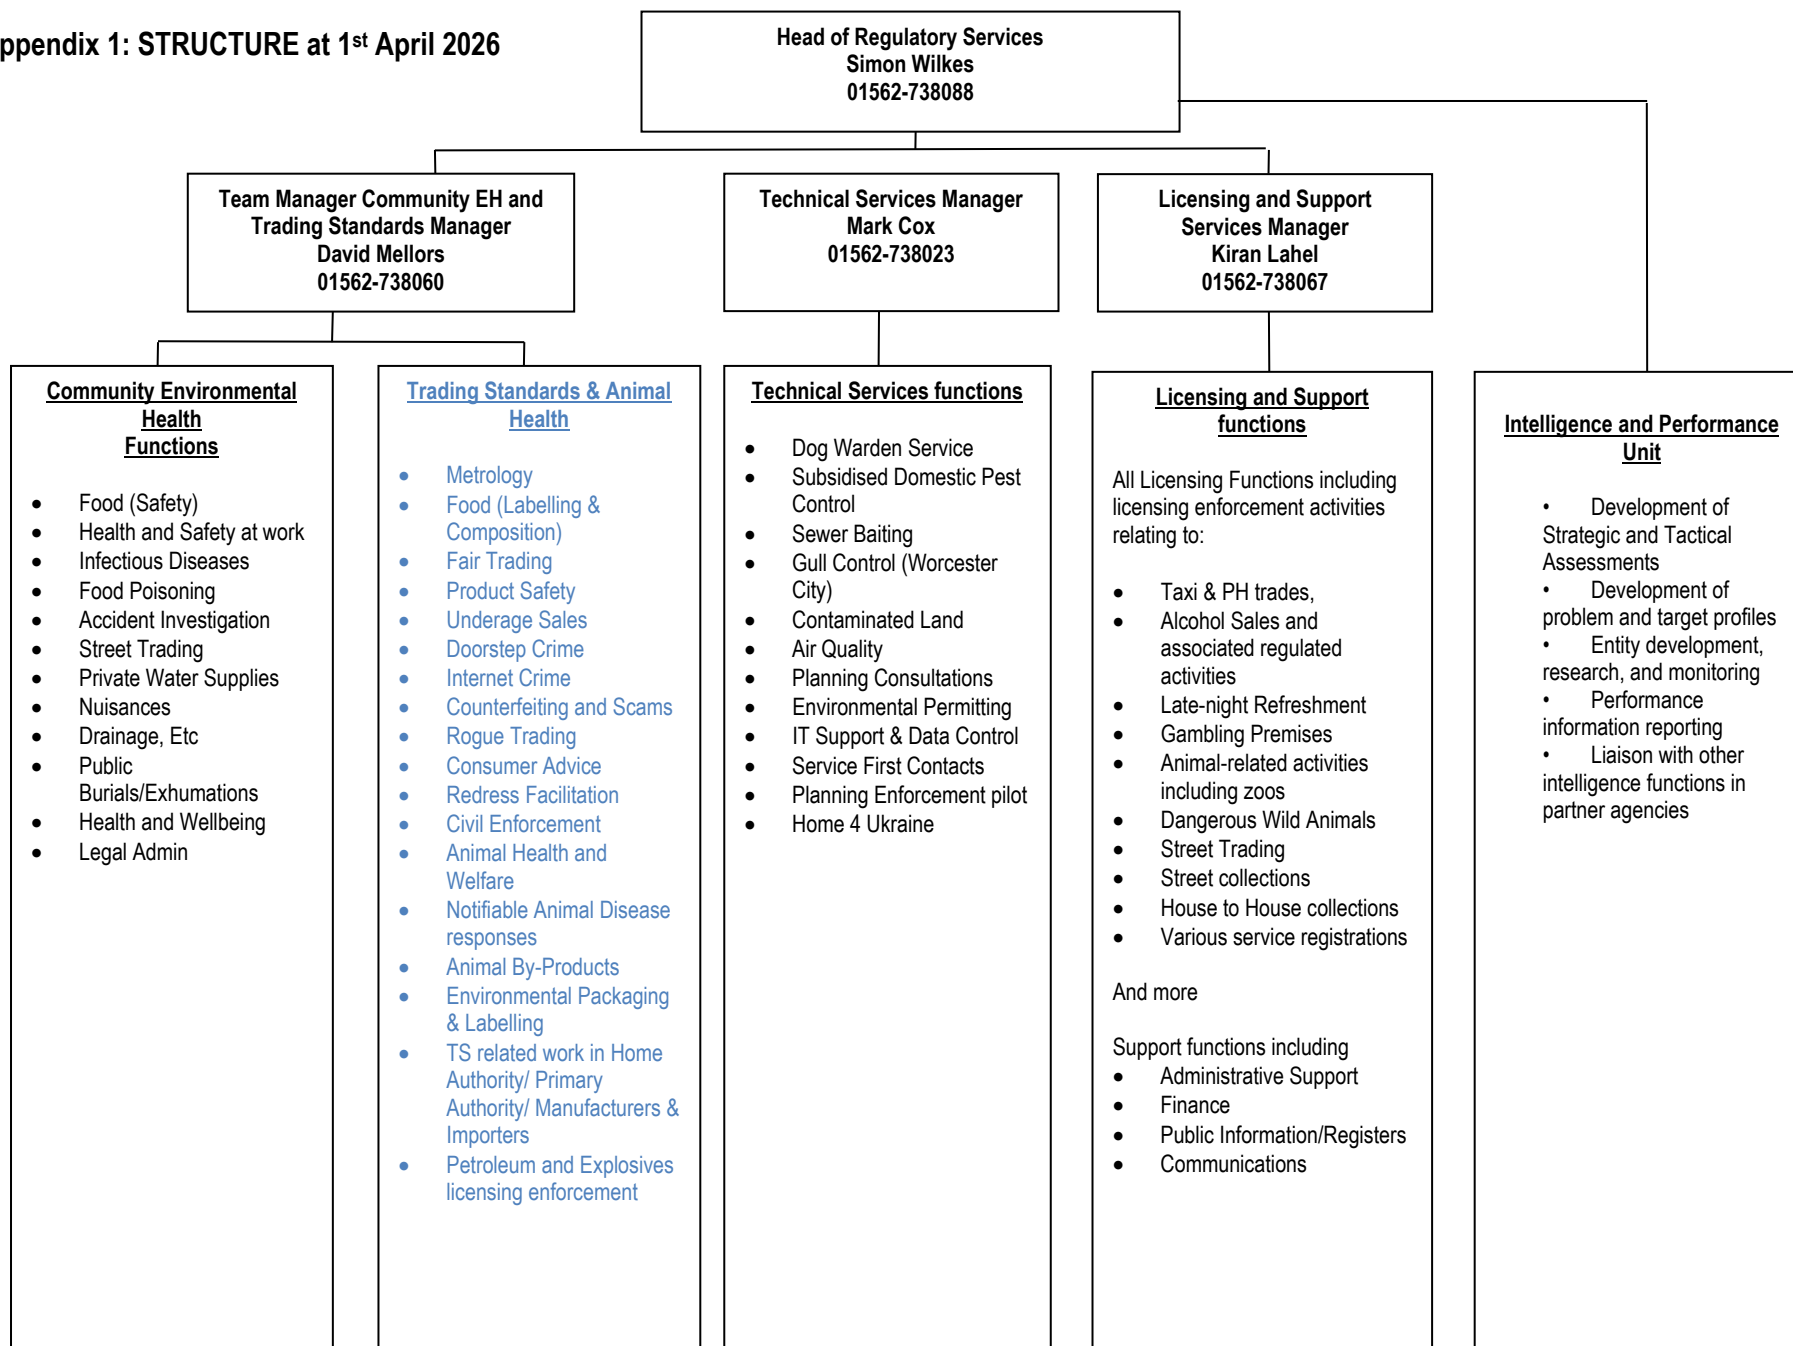 ppendix 1: STRUCTURE at 1st April 2026
Head of Regulatory Services
Simon Wilkes
01562-738088
Team Manager Community EH and
Trading Standards Manager
David Mellors
01562-738060
Technical Services Manager
Mark Cox
01562-738023
Licensing and Support
Services Manager
Kiran Lahel
01562-738067
Community Environmental
Health
Functions
• Food (Safety)
• Health and Safety at work
• Infectious Diseases
• Food Poisoning
• Accident Investigation
• Street Trading
• Private Water Supplies
• Nuisances
• Drainage, Etc
• Public
Burials/Exhumations
• Health and Wellbeing
• Legal Admin
Trading Standards & Animal
Health
• Metrology
• Food (Labelling &
Composition)
• Fair Trading
• Product Safety
• Underage Sales
• Doorstep Crime
• Internet Crime
• Counterfeiting and Scams
• Rogue Trading
• Consumer Advice
• Redress Facilitation
• Civil Enforcement
• Animal Health and
Welfare
• Notifiable Animal Disease
responses
• Animal By-Products
• Environmental Packaging
& Labelling
• TS related work in Home
Authority/ Primary
Authority/ Manufacturers &
Importers
• Petroleum and Explosives
licensing enforcement
Technical Services functions
• Dog Warden Service
• Subsidised Domestic Pest
Control
• Sewer Baiting
• Gull Control (Worcester
City)
• Contaminated Land
• Air Quality
• Planning Consultations
• Environmental Permitting
• IT Support & Data Control
• Service First Contacts
• Planning Enforcement pilot
• Home 4 Ukraine
Licensing and Support
functions
All Licensing Functions including
licensing enforcement activities
relating to:
• Taxi & PH trades,
• Alcohol Sales and
associated regulated
activities
• Late-night Refreshment
• Gambling Premises
• Animal-related activities
including zoos
• Dangerous Wild Animals
• Street Trading
• Street collections
• House to House collections
• Various service registrations
And more
Support functions including
• Administrative Support
• Finance
• Public Information/Registers
• Communications
Intelligence and Performance
Unit
• Development of
Strategic and Tactical
Assessments
• Development of
problem and target profiles
• Entity development,
research, and monitoring
• Performance
information reporting
• Liaison with other
intelligence functions in
partner agencies